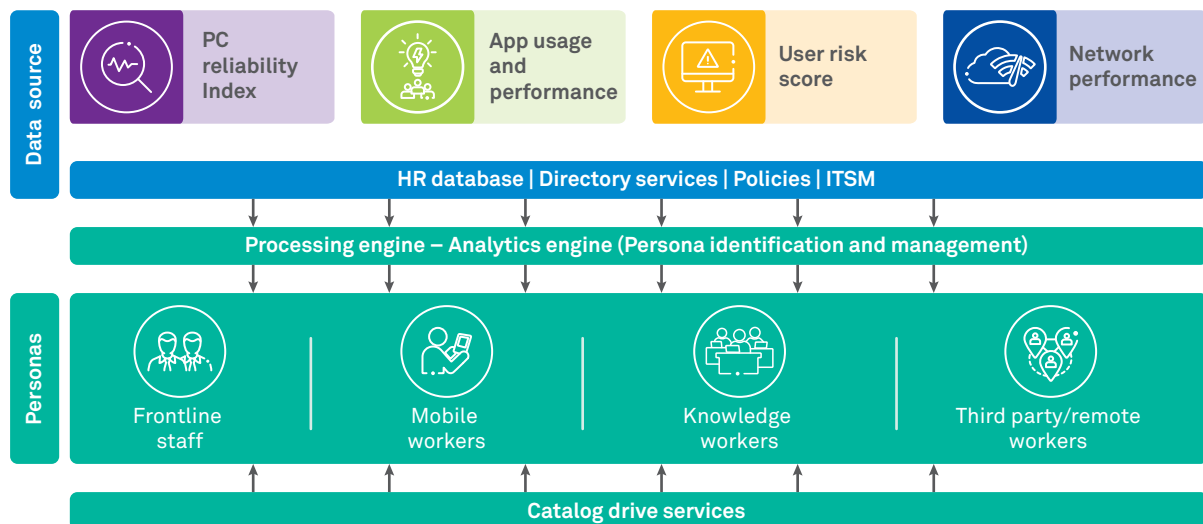 Data source
PC
reliability
Index
App usage
and
performance
User risk
score
Network
performance
HR database | Directory services | Policies | ITSM
Processing engine – Analytics engine (Persona identification and management)
Personas
Frontline
staff
Mobile
workers
Knowledge
workers
Third party/remote
workers
Catalog drive services